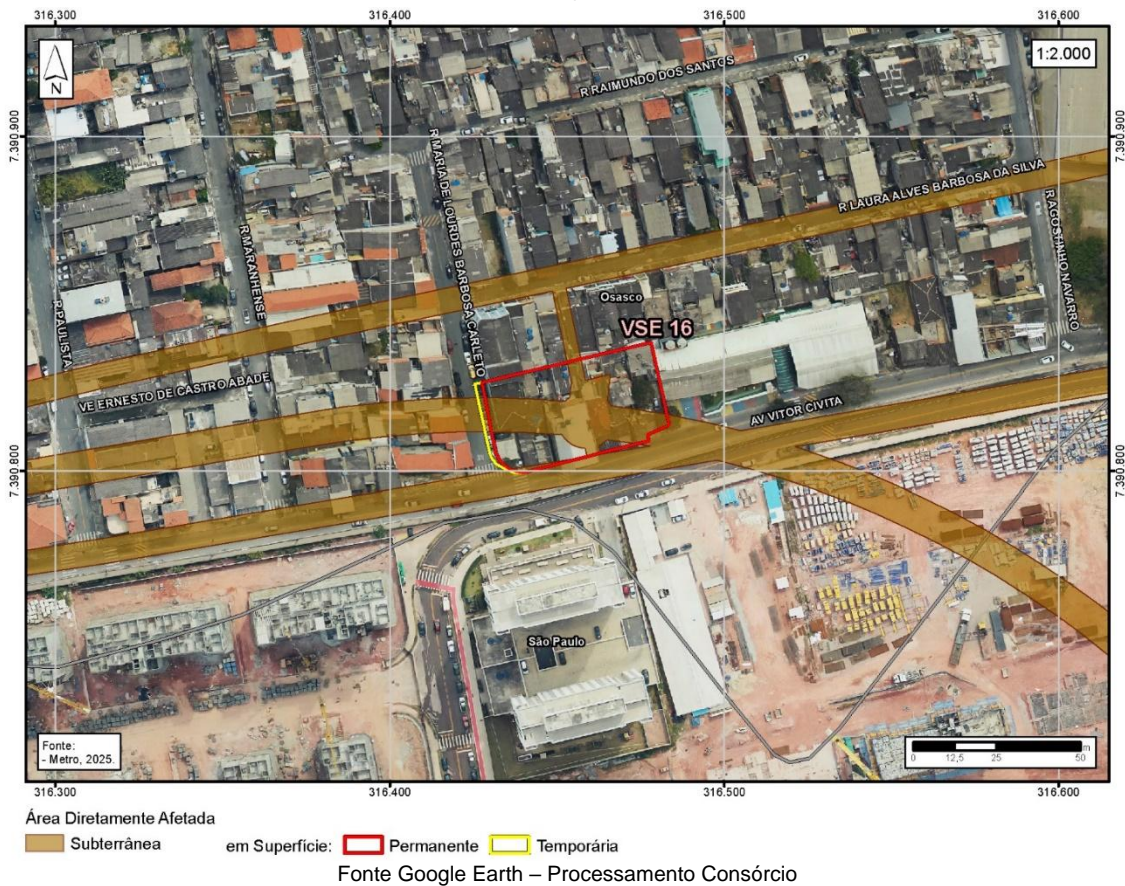 316.300
316.400
316.500
316.600
1:2.000
N
R RAIMUNDO DOS SANTOS
7.390.900
7.390.900
R MARIA DE LOURDES BARBOSA CARLETO
R LAURA ALVES BARBOSA DA SILVA
R AGOSTINHO NAVARRO
R MARANHENSE
R PAULISTA
Osasco
VSE 16
VE ERNESTO DE CASTRO ABADE
AV VITOR CIVITA
7.390.800
7.390.800
São Paulo
Fonte:
- Metro, 2025.
0 12,5 25 50
m
316.300
316.400
316.500
316.600
Área Diretamente Afetada
Subterrânea
em Superfície:
Permanente
Temporária
Fonte Google Earth – Processamento Consórcio